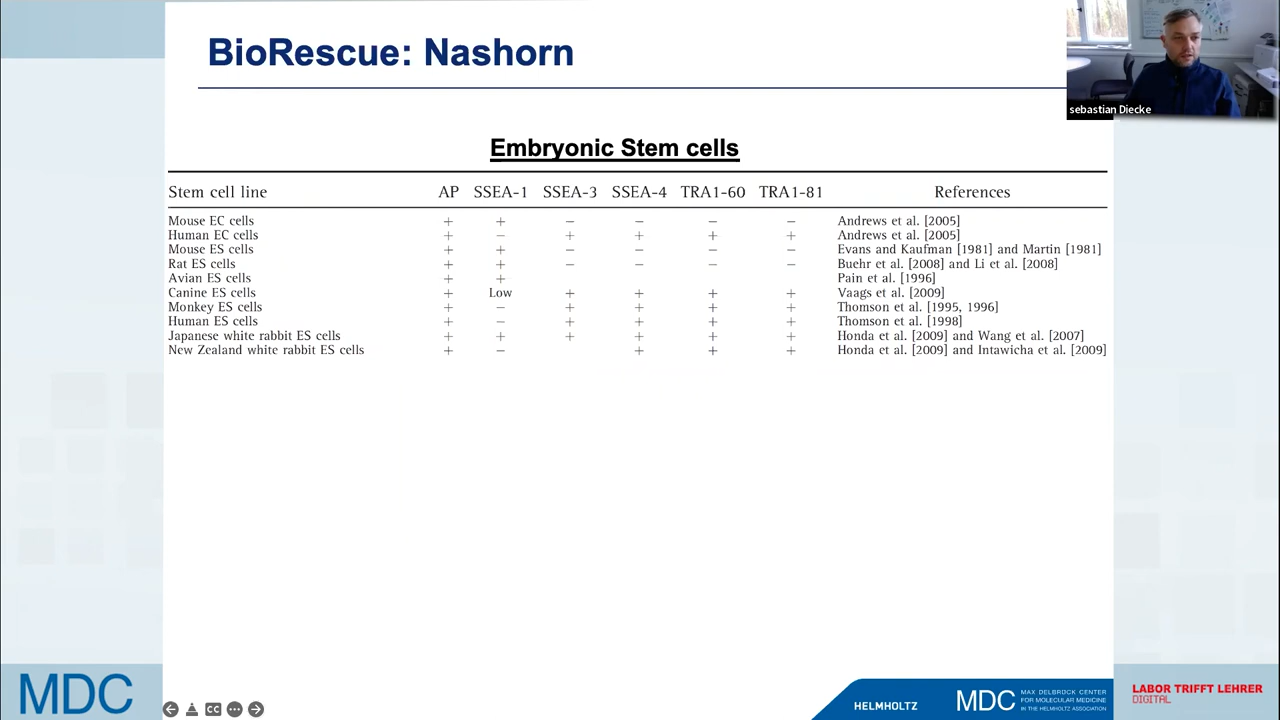 BioRescue: Nashorn
sebastian Diecke
Embryonic Stem cells
Stem cell line AP SSEA-1 SSEA-3 SSEA-4 TRA1-60 TRA1-81 References
Mouse EC cells + + – – – – Andrews et al. [2005]
Human EC cells + – + + + + Andrews et al. [2005]
Mouse ES cells + + – – – – Evans and Kaufman [1981] and Martin [1981]
Rat ES cells + + – – – – Buehr et al. [2008] and Li et al. [2008]
Avian ES cells + + Pain et al. [1996]
Canine ES cells + Low + + + + Vaags et al. [2009]
Monkey ES cells + – + + + + Thomson et al. [1995, 1996]
Human ES cells + – + + + + Thomson et al. [1998]
Japanese white rabbit ES cells + + + + + + Honda et al. [2009] and Wang et al. [2007]
New Zealand white rabbit ES cells + – + + + Honda et al. [2009] and Intawicha et al. [2009]
MDC
CC
HELMHOLTZ
MDC
MAX DELBRÜCK CENTER
FOR MOLECULAR MEDICINE
IN THE HELMHOLTZ ASSOCIATION
LABOR TRIFFT LEHRER
DIGITAL